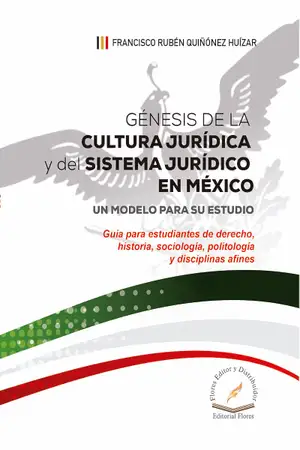 FRANCISCO RUBÉN QUIÑÓNEZ HUÍZAR
GÉNESIS DE LA
CULTURA JURÍDICA
y del SISTEMA JURÍDICO
EN MÉXICO
UN MODELO PARA SU ESTUDIO
Guía para estudiantes de derecho,
historia, sociología, politología
y disciplinas afines
Flores Editor y Distribuidor
Editorial Flores